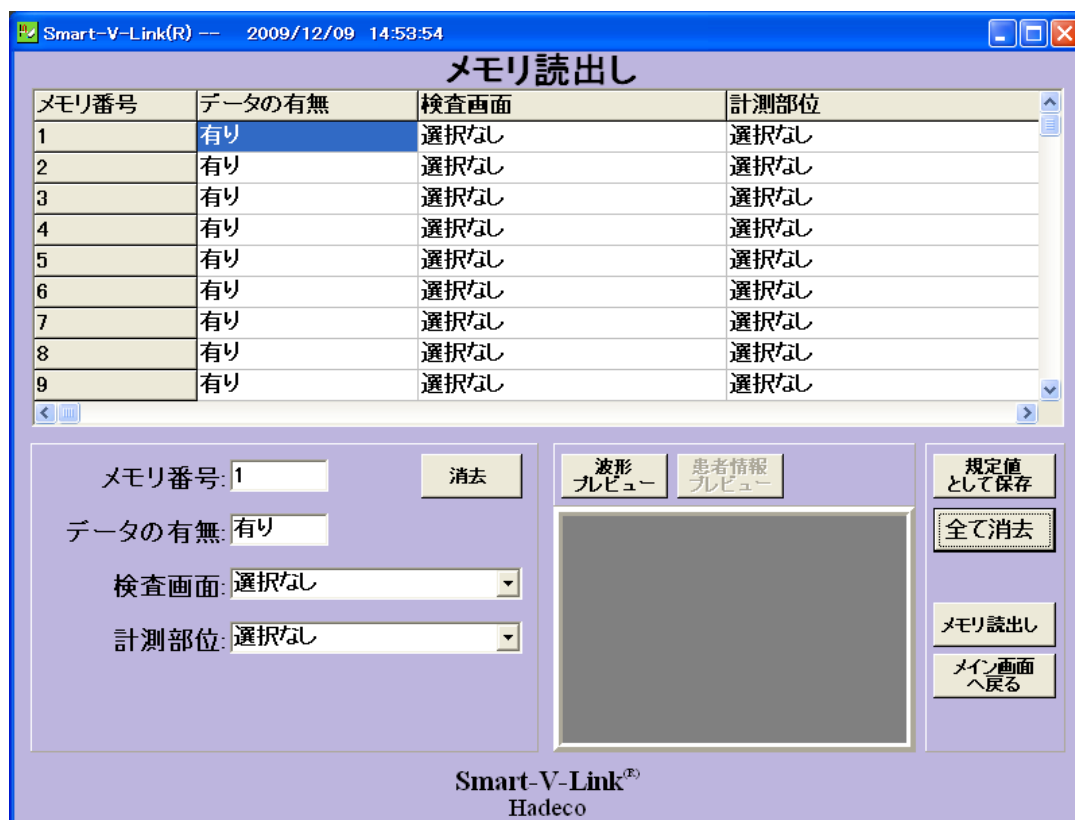 Smart-V-Link(R) -- 2009/12/09 14:53:54
メモリ読出し
メモリ番号 データの有無 検査画面 計測部位
1 有り 選択なし 選択なし
2 有り 選択なし 選択なし
3 有り 選択なし 選択なし
4 有り 選択なし 選択なし
5 有り 選択なし 選択なし
6 有り 選択なし 選択なし
7 有り 選択なし 選択なし
8 有り 選択なし 選択なし
9 有り 選択なし 選択なし
メモリ番号: 1
消去
データの有無: 有り
検査画面: 選択なし
計測部位: 選択なし
波形
プレビュー
患者情報
プレビュー
規定値
として保存
全て消去
メモリ読出し
メイン画面
へ戻る
Smart-V-Link(R)
Hadeco